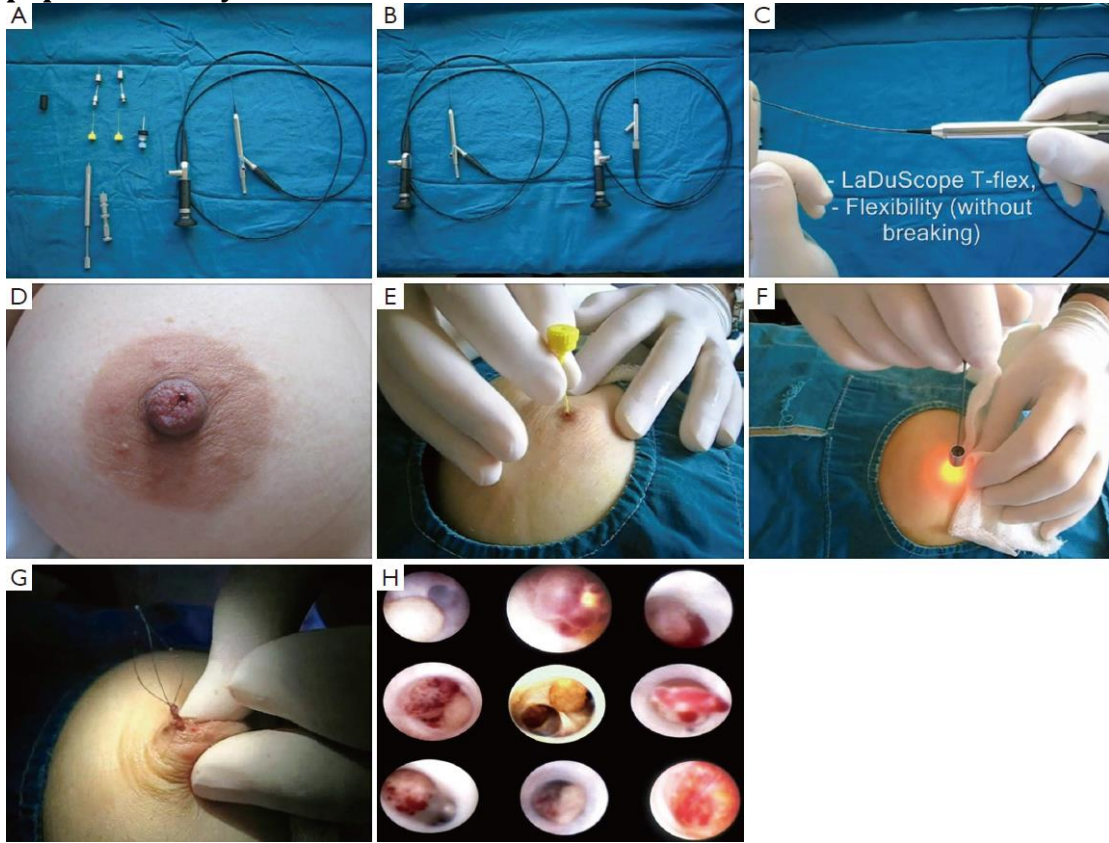 A
B
C
- LaDuScope T-flex,
- Flexibility (without
breaking)
D
E
F
G
H